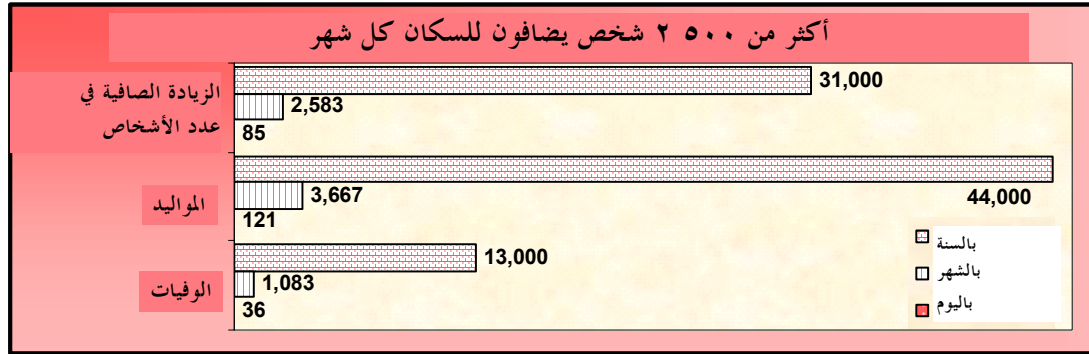 أكثر من ٥٠٠ ٢ شخص يضافون للسكان كل شهر
الزيادة الصافية في
عدد الأشخاص
31,000
2,583
85
المواليد
44,000
3,667
121
الوفيات
13,000
1,083
36
بالسنة
بالشهر
باليوم